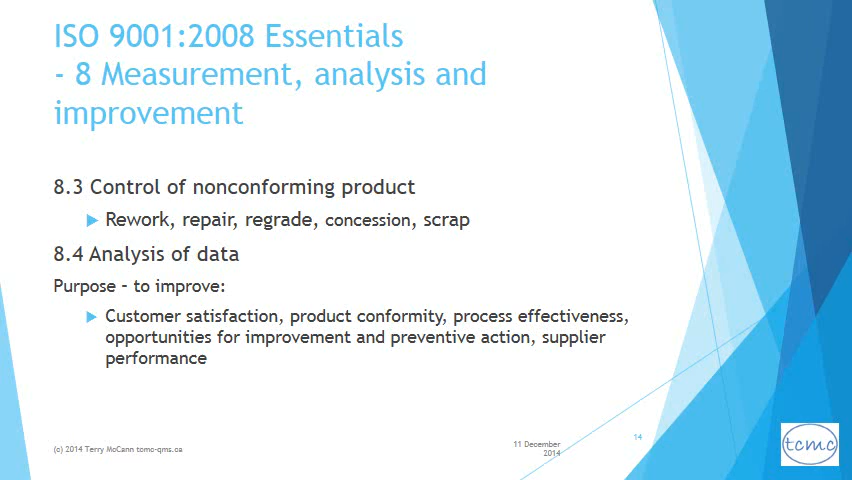 ISO 9001:2008 Essentials
- 8 Measurement, analysis and
improvement
8.3 Control of nonconforming product
Rework, repair, regrade, concession, scrap
8.4 Analysis of data
Purpose – to improve:
Customer satisfaction, product conformity, process effectiveness,
opportunities for improvement and preventive action, supplier
performance
(c) 2014 Terry McCann tcmc-qms.ca
11 December
2014
14
tcmc